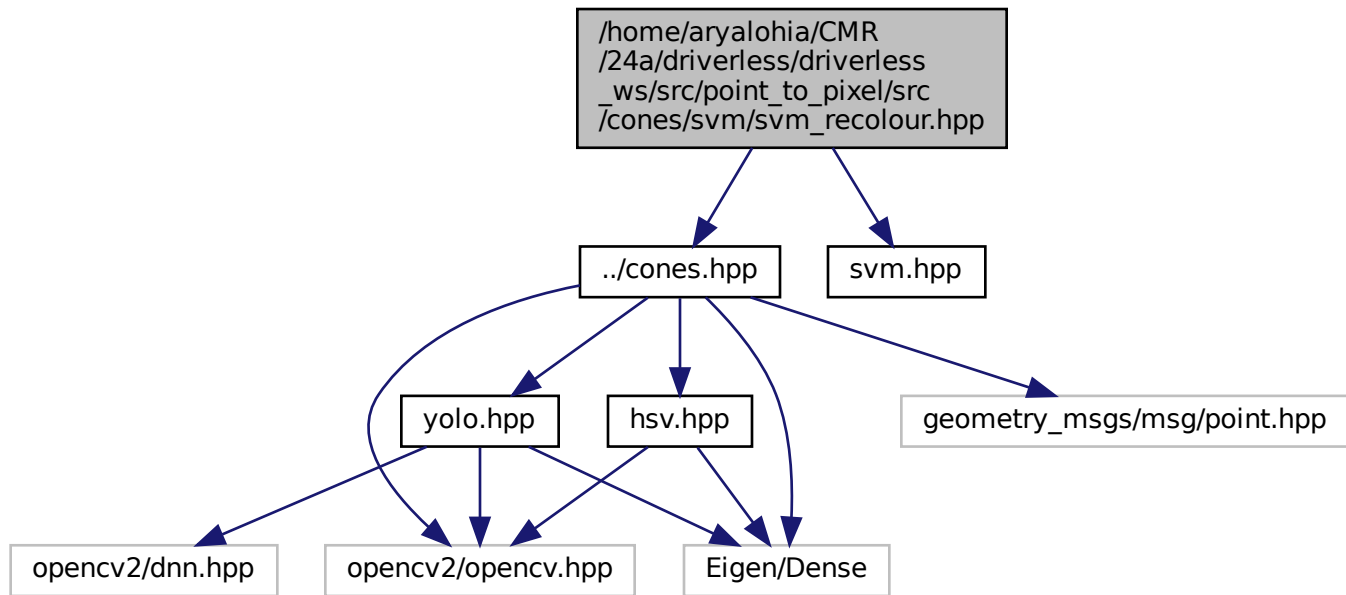 /home/aryalohia/CMR
/24a/driverless/driverless
_ws/src/point_to_pixel/src
/cones/svm/svm_recolour.hpp
../cones.hpp
svm.hpp
yolo.hpp
hsv.hpp
geometry_msgs/msg/point.hpp
opencv2/dnn.hpp
opencv2/opencv.hpp
Eigen/Dense